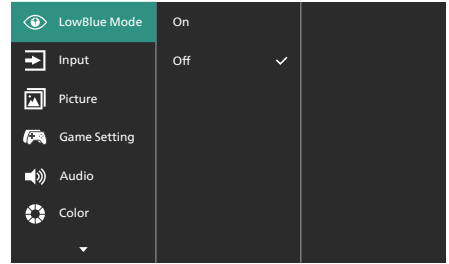 LowBlue Mode
On
Input
Off
Picture
Game Setting
Audio
Color